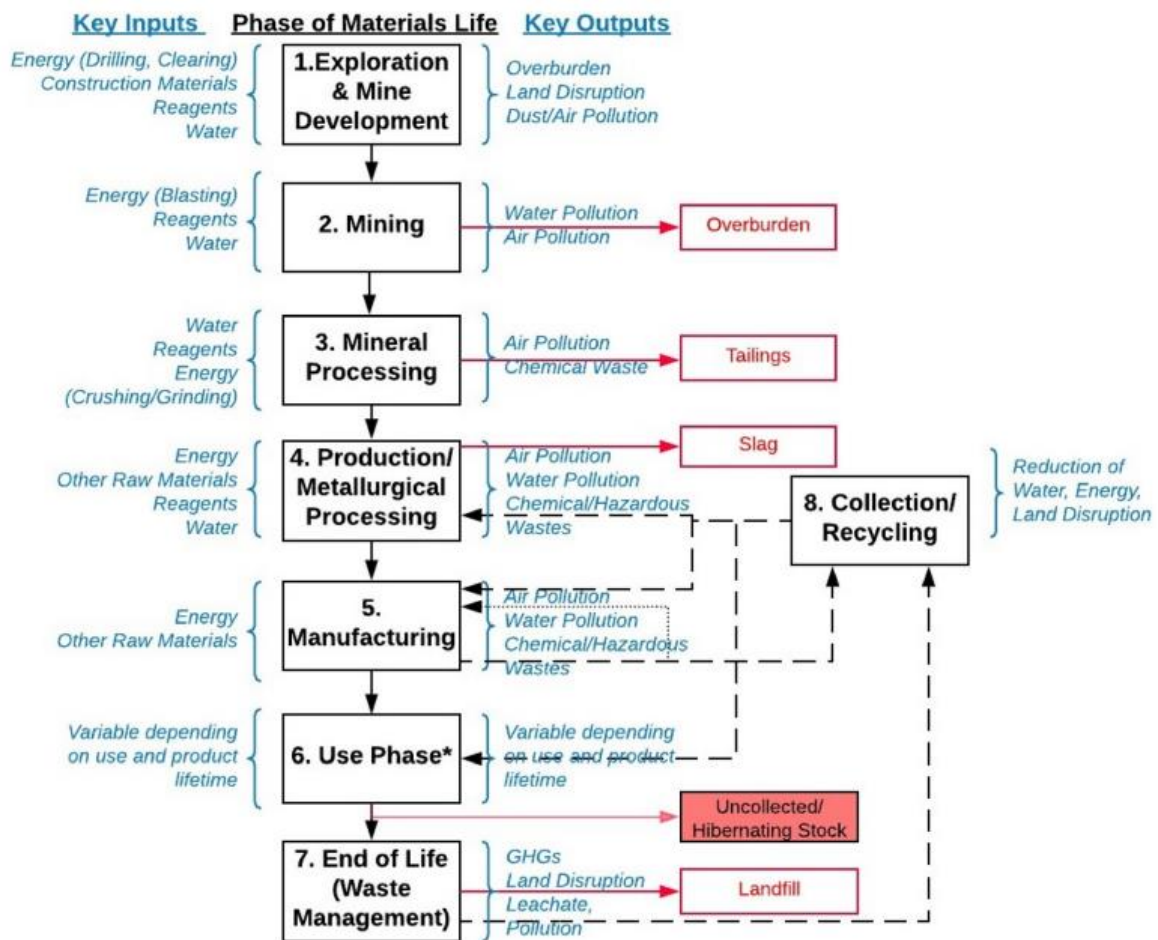 Key Inputs Phase of Materials Life Key Outputs
Energy (Drilling, Clearing)
Construction Materials
Reagents
Water
1.Exploration
& Mine
Development
Overburden
Land Disruption
Dust/Air Pollution
Energy (Blasting)
Reagents
Water
2. Mining
Water Pollution
Air Pollution
Overburden
Water
Reagents
Energy
(Crushing/Grinding)
3. Mineral
Processing
Air Pollution
Chemical Waste
Tailings
Energy
Other Raw Materials
Reagents
Water
4. Production/
Metallurgical
Processing
Air Pollution
Water Pollution
Chemical/Hazardous
Wastes
Slag
8. Collection/
Recycling
Reduction of
Water, Energy,
Land Disruption
Energy
Other Raw Materials
5.
Manufacturing
Air Pollution
Water Pollution
Chemical/Hazardous
Wastes
Variable depending
on use and product
lifetime
6. Use Phase*
Variable depending
on use and product
lifetime
Uncollected/
Hibernating Stock
7. End of Life
(Waste
Management)
GHGs
Land Disruption
Leachate,
Pollution
Landfill